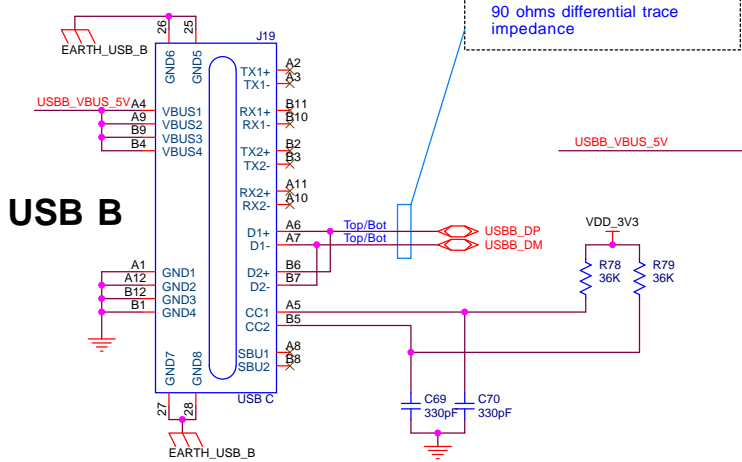 90 ohms differential trace
impedance
26
25
J19
EARTH_USB_B
GND6
GND5
TX1+ A2
TX1- A3
USBB_VBUS_5V A4 VBUS1
A9 VBUS2
B9 VBUS3
B4 VBUS4
RX1+ B11
RX1- B10
TX2+ B2
TX2- B3
USBB_VBUS_5V
RX2+ A11
RX2- A10
USB B
D1+ A6 Top/Bot USBB_DP
D1- A7 Top/Bot USBB_DM
VDD_3V3
D2+ B6
D2- B7
A1 GND1
A12 GND2
B12 GND3
B1 GND4
R78
36K
R79
36K
CC1 A5
CC2 B5
SBU1 A8
SBU2 B8
GND7
GND8
USB C
27
28
C69
330pF
C70
330pF
EARTH_USB_B